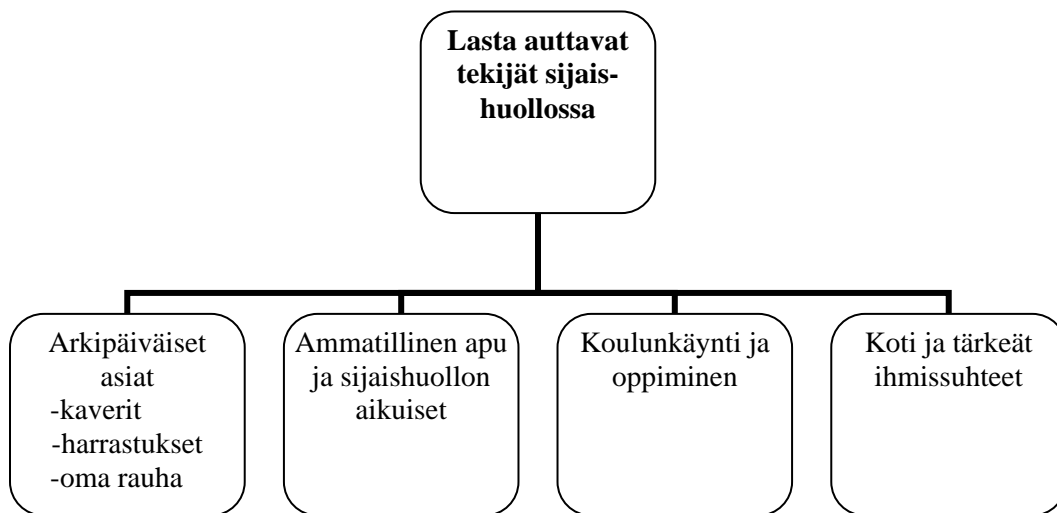 Lasta auttavat
tekijät sijais-
huollossa
Arkipäiväiset
asiat
-kaverit
-harrastukset
-oma rauha
Ammatillinen apu
ja sijaishuollon
aikuiset
Koulunkäynti ja
oppiminen
Koti ja tärkeät
ihmissuhteet